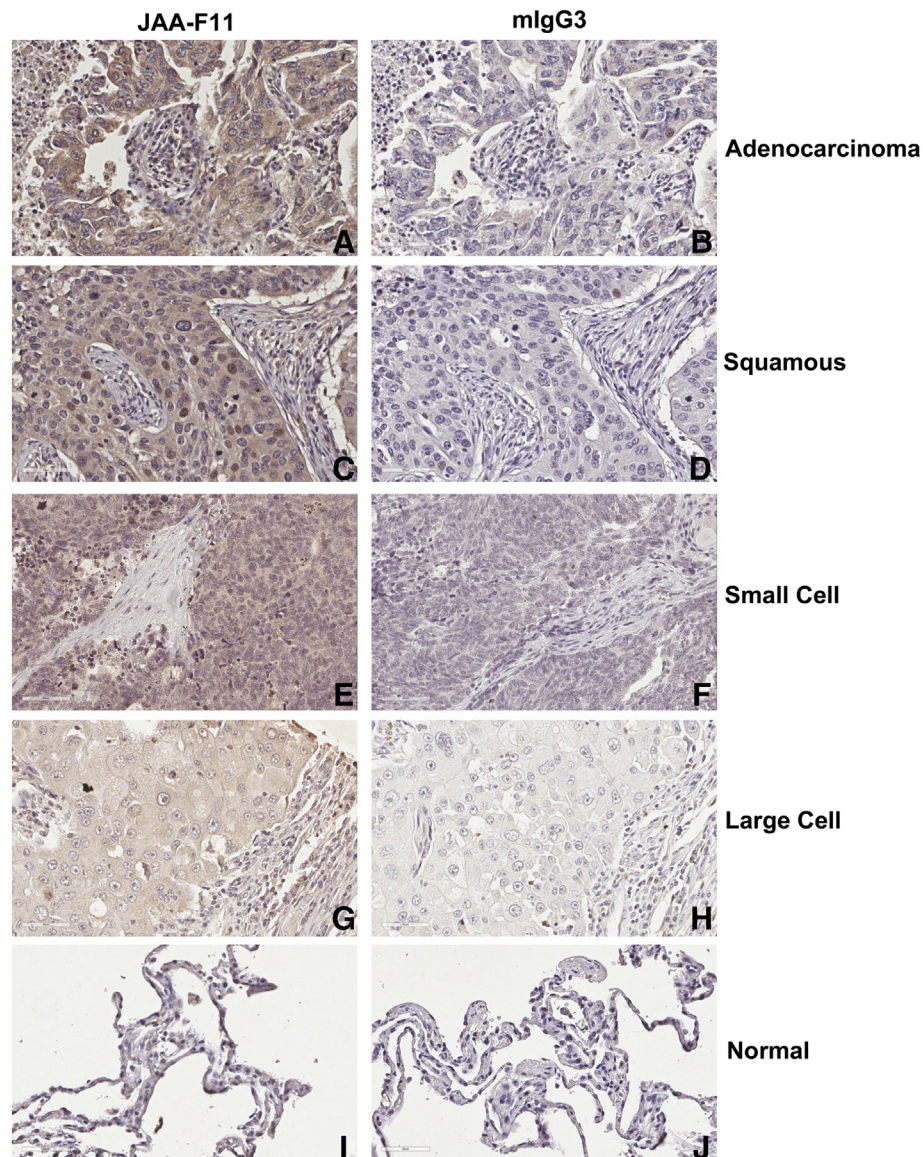 JAA-F11 mIgG3
A B Adenocarcinoma
C D Squamous
E F Small Cell
G H Large Cell
I J Normal